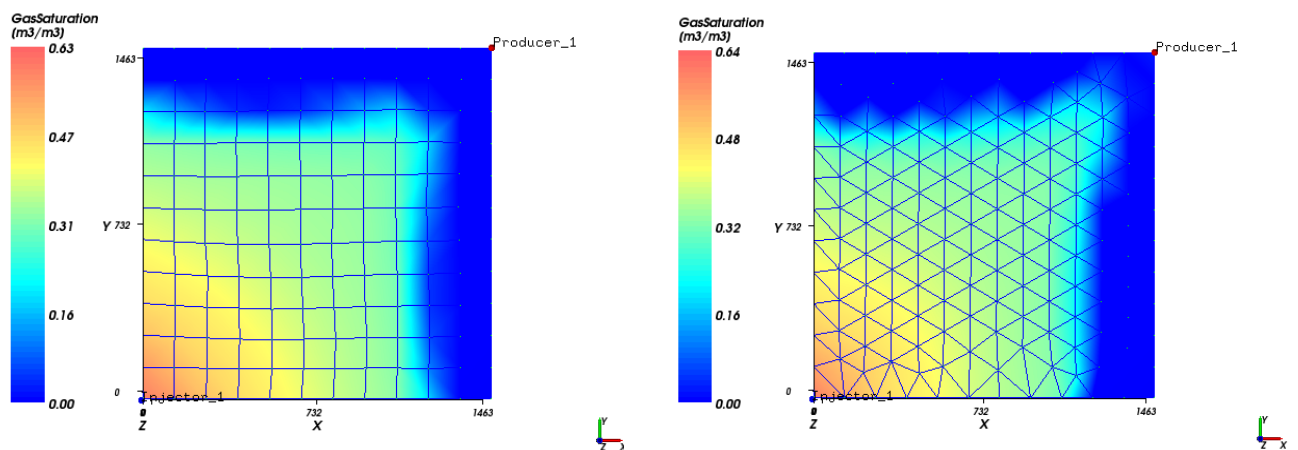 GasSaturation
(m3/m3)
0.63
0.47
0.31
0.16
0.00
Producer_1
1463
Y 732
0
Injector_1
0 732 1463
Z X
Y
Z
GasSaturation
(m3/m3)
0.64
0.48
0.32
0.16
0.00
Producer_1
1463
Y 732
0
Injector_1
0 732 1463
Z X
Y
Z X